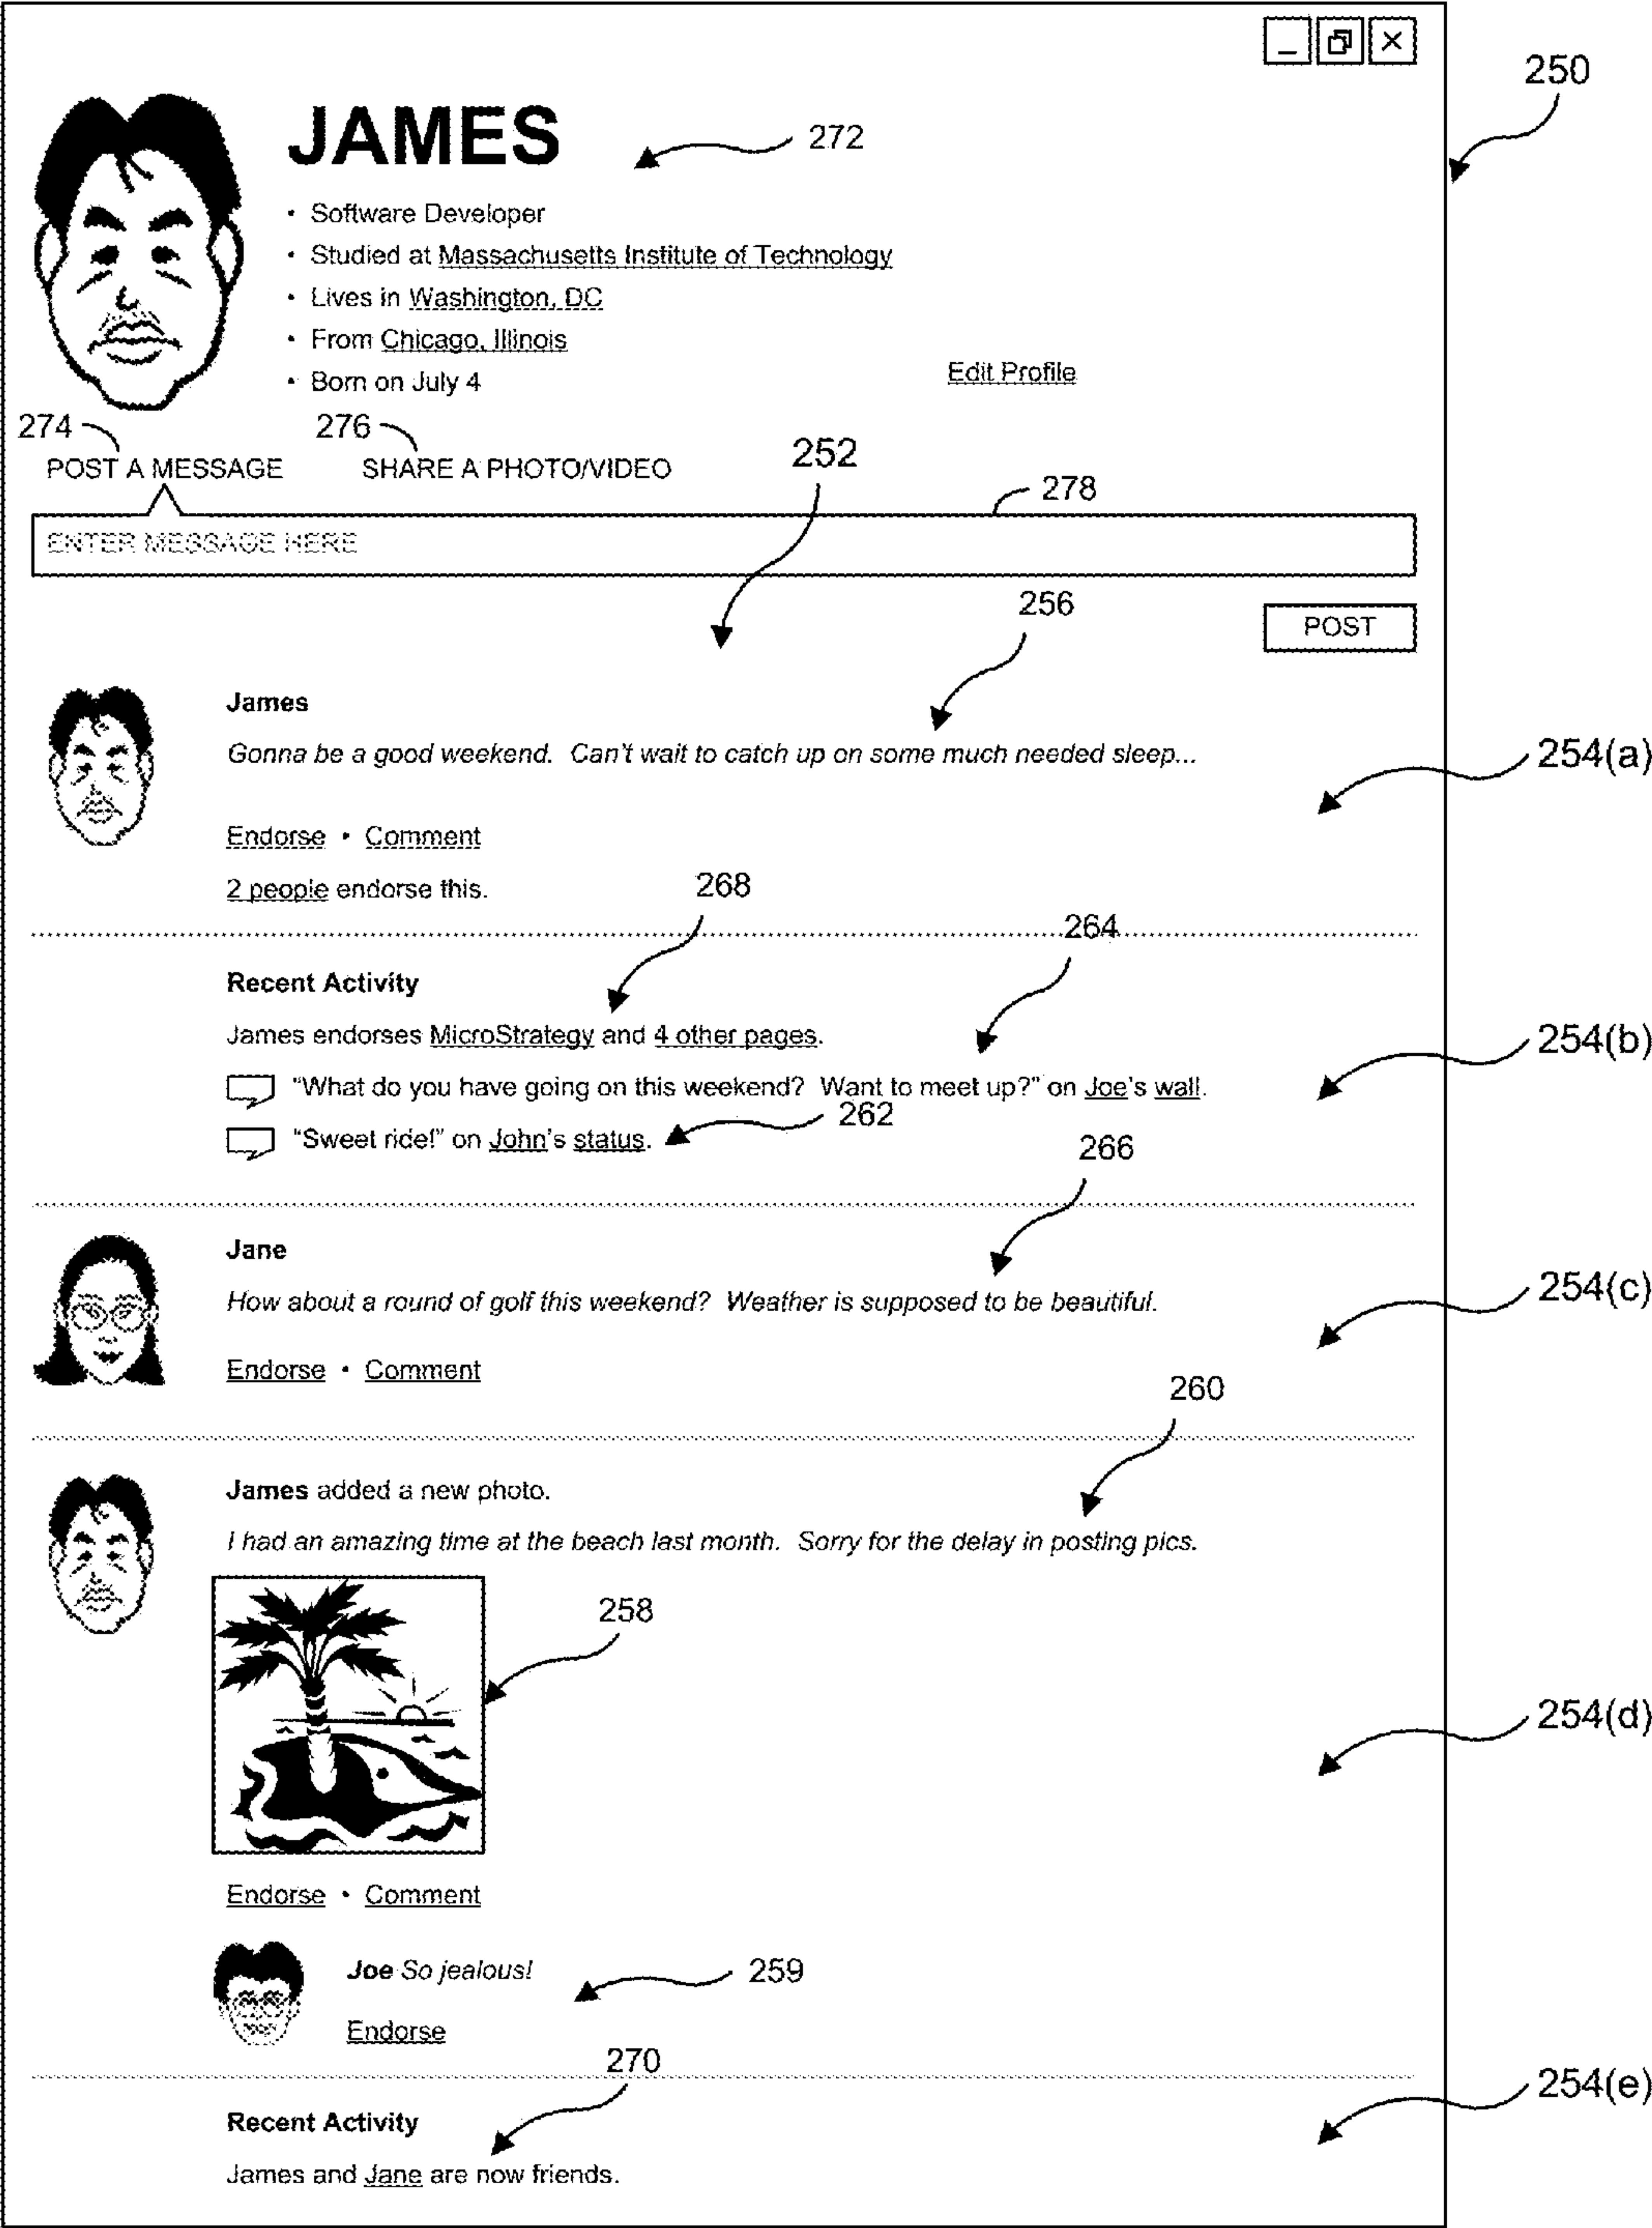 250
JAMES
272
• Software Developer
• Studied at Massachusetts Institute of Technology
• Lives in Washington, DC
• From Chicago, Illinois
• Born on July 4
Edit Profile
274
276
POST A MESSAGE
SHARE A PHOTO/VIDEO
252
278
ENTER MESSAGE HERE
256
POST
James
Gonna be a good weekend. Can't wait to catch up on some much needed sleep...
254(a)
Endorse • Comment
2 people endorse this.
268
264
Recent Activity
James endorses MicroStrategy and 4 other pages.
254(b)
"What do you have going on this weekend? Want to meet up?" on Joe's wall.
262
"Sweet ride!" on John's status.
266
Jane
How about a round of golf this weekend? Weather is supposed to be beautiful.
254(c)
Endorse • Comment
260
James added a new photo.
I had an amazing time at the beach last month. Sorry for the delay in posting pics.
258
254(d)
Endorse • Comment
Joe So jealous!
259
Endorse
270
254(e)
Recent Activity
James and Jane are now friends.